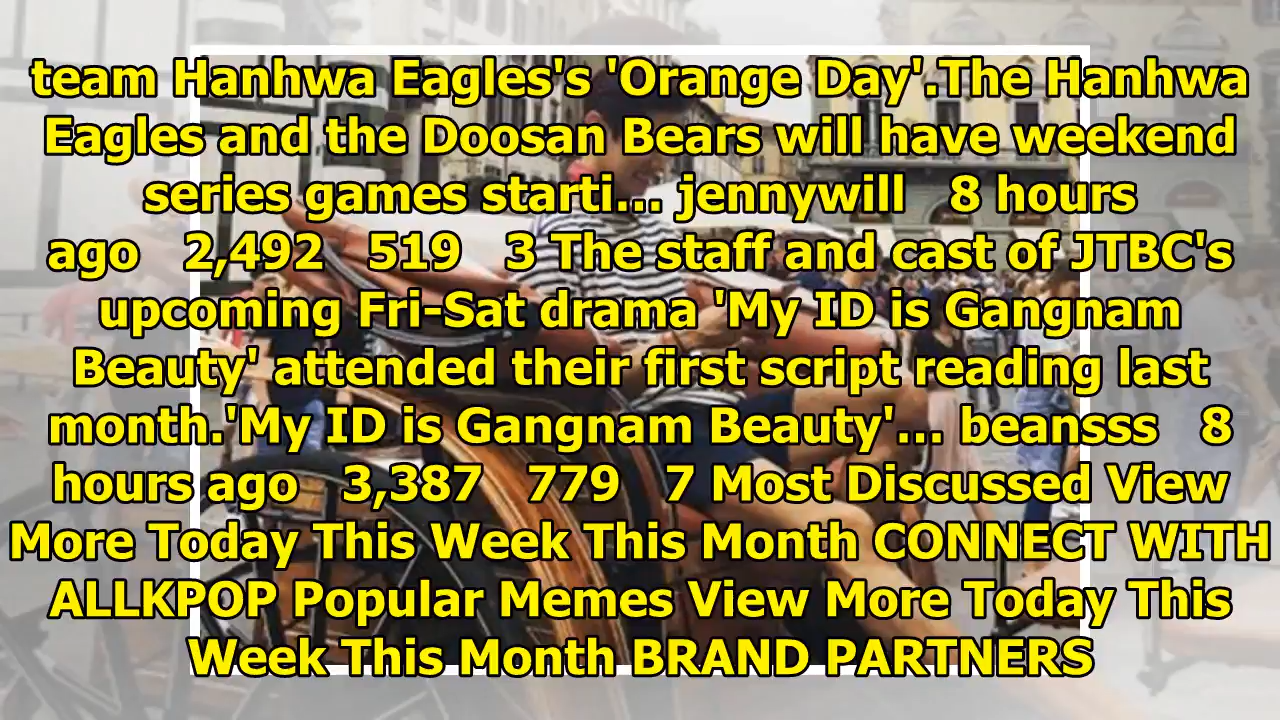 team Hanhwa Eagles's 'Orange Day'.The Hanhwa
Eagles and the Doosan Bears will have weekend
series games starti... jennywill 8 hours
ago 2,492 519 3 The staff and cast of JTBC's
upcoming Fri-Sat drama 'My ID is Gangnam
Beauty' attended their first script reading last
month.'My ID is Gangnam Beauty'... beansss 8
hours ago 3,387 779 7 Most Discussed View
More Today This Week This Month CONNECT WITH
ALLKPOP Popular Memes View More Today This
Week This Month BRAND PARTNERS